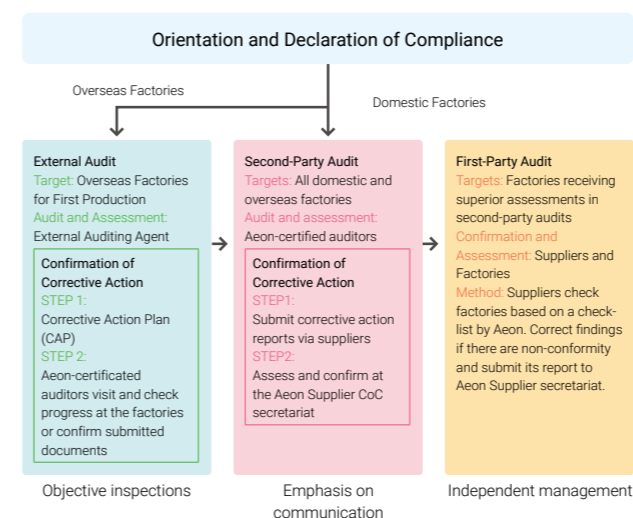 Orientation and Declaration of Compliance
Overseas Factories
Domestic Factories
External Audit
Target: Overseas Factories
for First Production
Audit and Assessment:
External Auditing Agent
Confirmation of
Corrective Action
STEP 1:
Corrective Action Plan
(CAP)
STEP 2:
Aeon-certificated
auditors visit and check
progress at the factories
or confirm submitted
documents
Objective inspections
Second-Party Audit
Targets: All domestic and
overseas factories
Audit and assessment:
Aeon-certified auditors
Confirmation of
Corrective Action
STEP1:
Submit corrective action
reports via suppliers
STEP2:
Assess and confirm at
the Aeon Supplier CoC
secretariat
Emphasis on
communication
First-Party Audit
Targets: Factories receiving
superior assessments in
second-party audits
Confirmation and
Assessment: Suppliers and
Factories
Method: Suppliers check
factories based on a check-
list by Aeon. Correct findings
if there are non-conformity
and submit its report to
Aeon Supplier secretariat.
Independent management